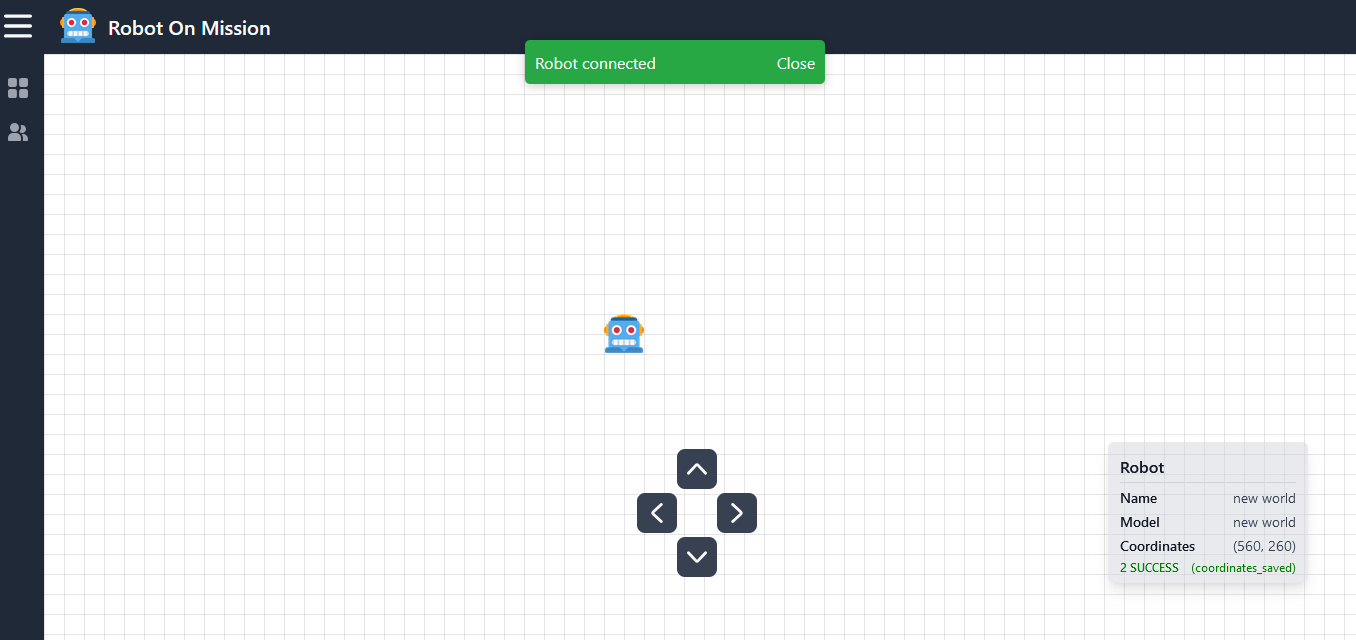 Robot On Mission
Robot connected Close
Robot
Name new world
Model new world
Coordinates (560, 260)
2 SUCCESS (coordinates_saved)